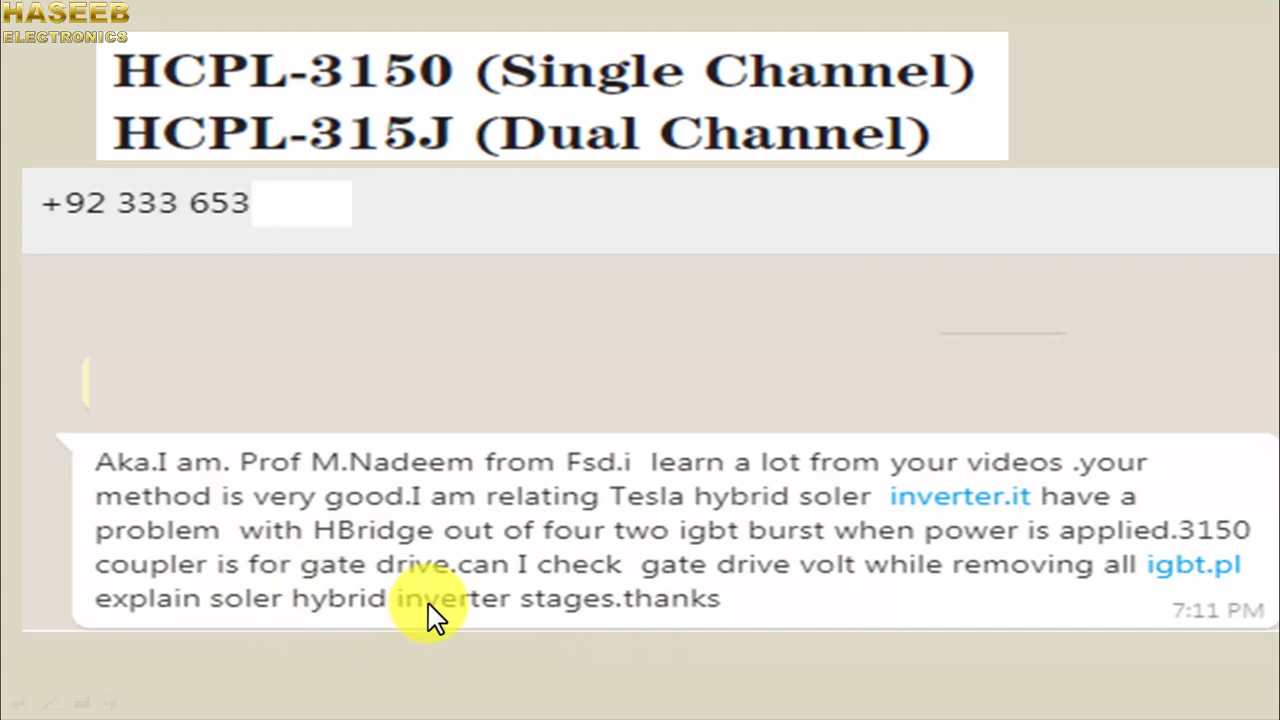 HASEEB
ELECTRONICS
HCPL-3150 (Single Channel)
HCPL-315J (Dual Channel)
+92 333 653
Aka.I am. Prof M.Nadeem from Fsd.i learn a lot from your videos .your
method is very good.I am relating Tesla hybrid soler inverter.it have a
problem with HBridge out of four two igbt burst when power is applied.3150
coupler is for gate drive.can I check gate drive volt while removing all igbt.pl
explain soler hybrid inverter stages.thanks
7:11 PM